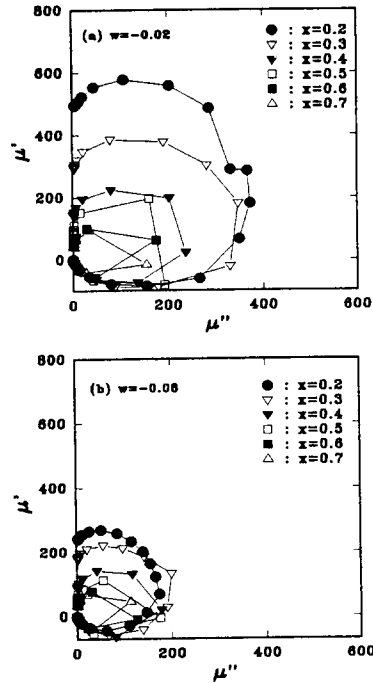 (a) w=-0.02
● : x=0.2
▽ : x=0.3
▼ : x=0.4
□ : x=0.5
■ : x=0.6
△ : x=0.7
800
600
400
200
0
μ'
0 200 400 600
μ''
(b) w=-0.06
● : x=0.2
▽ : x=0.3
▼ : x=0.4
□ : x=0.5
■ : x=0.6
△ : x=0.7
800
600
400
200
0
μ'
0 200 400 600
μ''